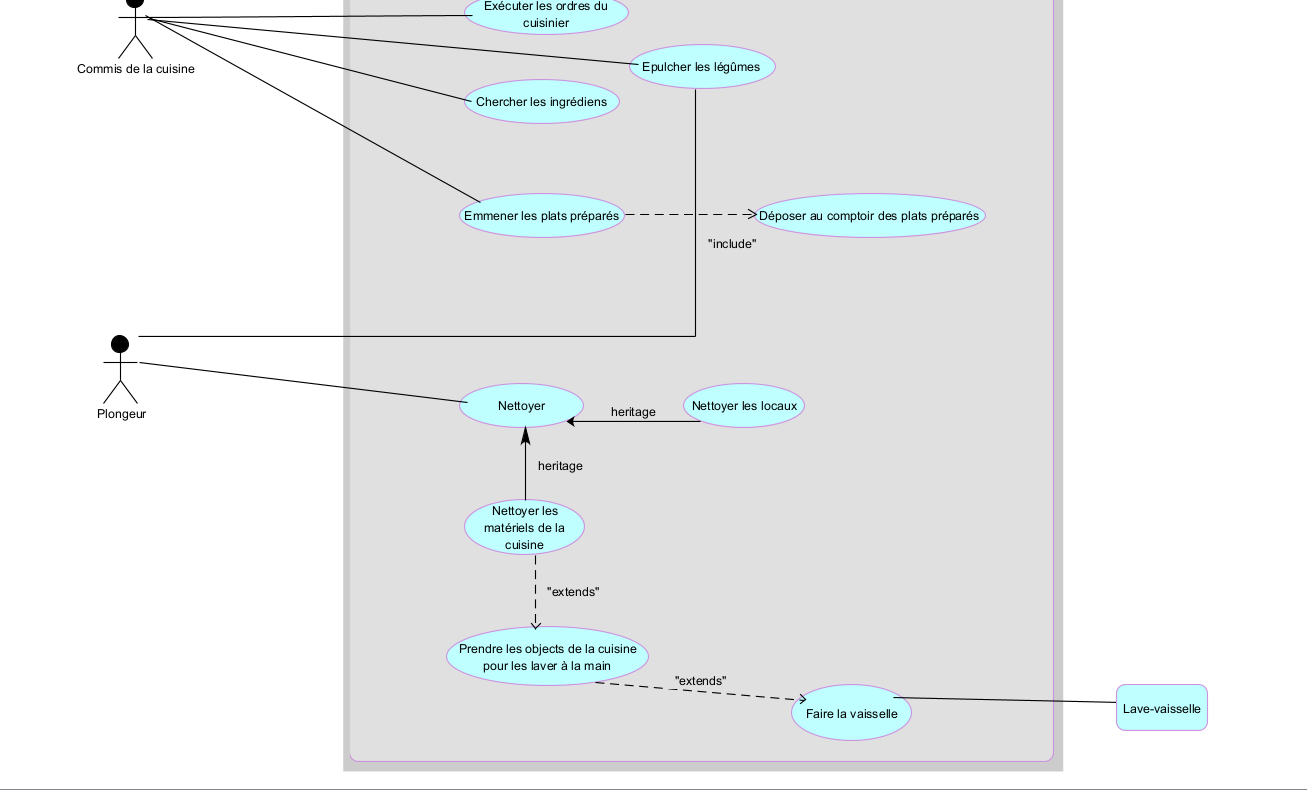 Exécuter les ordres du
cuisinier
Commis de la cuisine
Epulcher les légûmes
Chercher les ingrédiens
Emmener les plats préparés
Déposer au comptoir des plats préparés
"include"
Plongeur
Nettoyer
heritage
Nettoyer les locaux
heritage
Nettoyer les
matériels de la
cuisine
"extends"
Prendre les objects de la cuisine
pour les laver à la main
"extends"
Faire la vaisselle
Lave-vaisselle